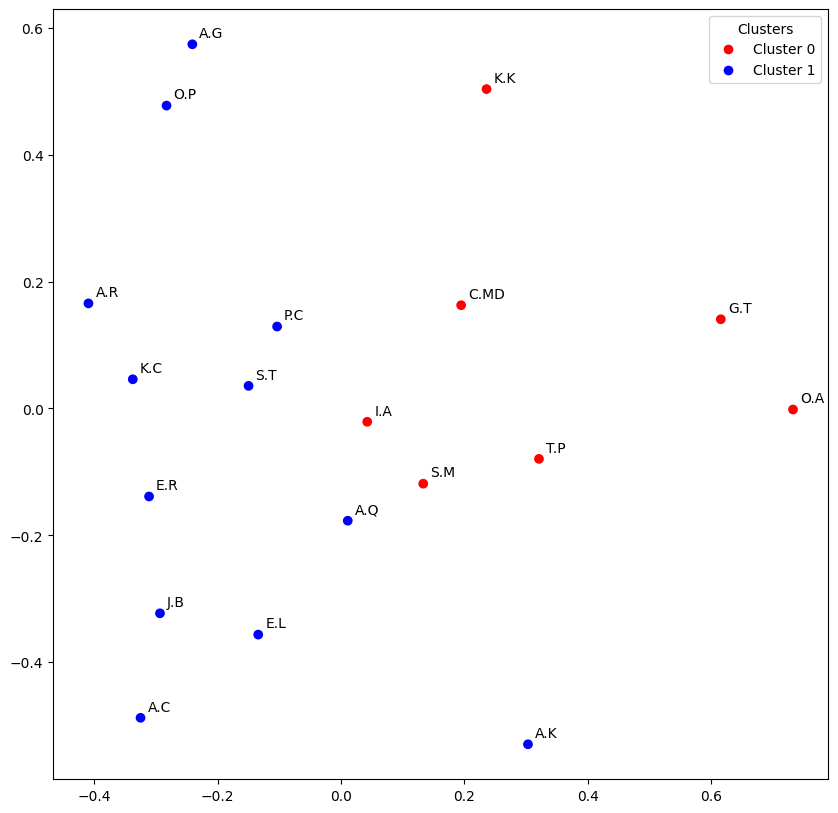 Clusters
Cluster 0
Cluster 1
A.G
K.K
O.P
A.R
C.MD
G.T
P.C
K.C
S.T
O.A
I.A
T.P
S.M
E.R
A.Q
J.B
E.L
A.C
A.K
0.6
0.4
0.2
0.0
−0.2
−0.4
−0.4
−0.2
0.0
0.2
0.4
0.6